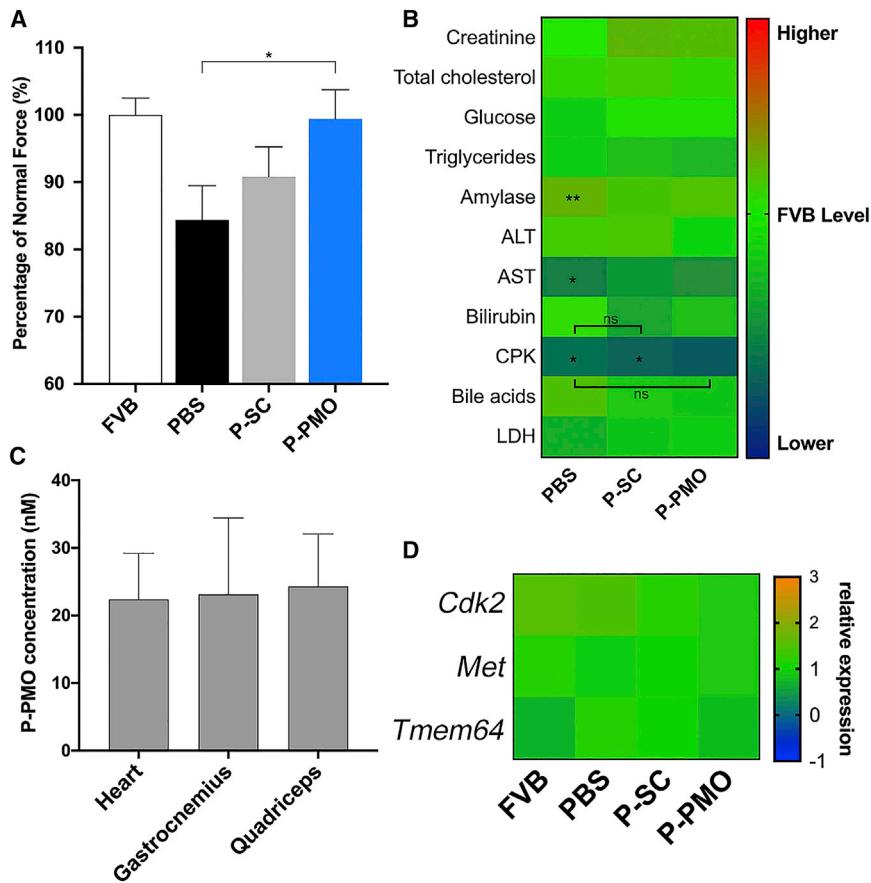 A
110
100
90
80
70
60
Percentage of Normal Force (%)
*
FVB
PBS
P-SC
P-PMO
B
Creatinine
Total cholesterol
Glucose
Triglycerides
Amylase
**
ALT
AST
*
Bilirubin
ns
CPK
*
*
ns
Bile acids
LDH
PBS
P-SC
P-PMO
Higher
FVB Level
Lower
C
40
30
20
10
0
P-PMO concentration (nM)
Heart
Gastrocnemius
Quadriceps
D
Cdk2
Met
Tmem64
FVB
PBS
P-SC
P-PMO
3
2
1
0
-1
relative expression